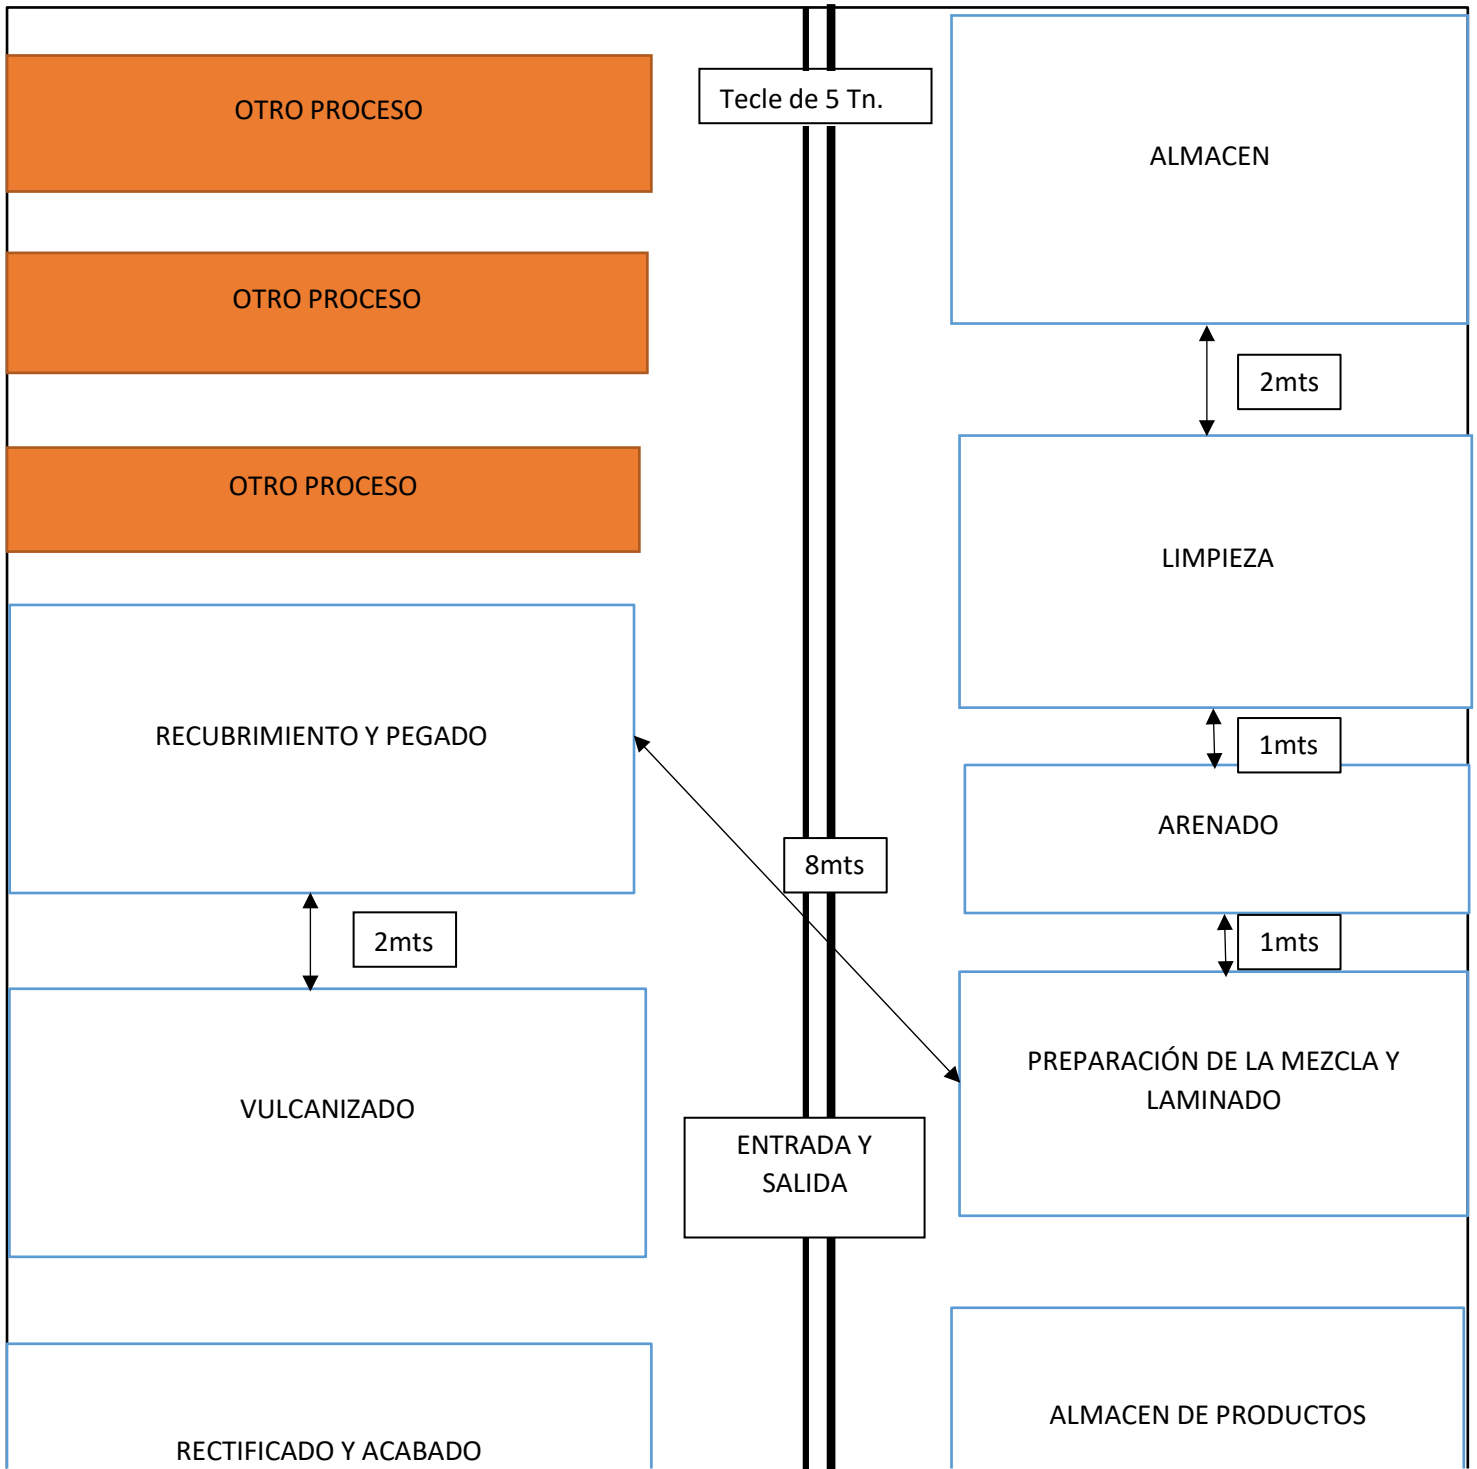 OTRO PROCESO
Tecle de 5 Tn.
ALMACEN
OTRO PROCESO
2mts
OTRO PROCESO
LIMPIEZA
RECUBRIMIENTO Y PEGADO
1mts
ARENADO
8mts
2mts
1mts
PREPARACIÓN DE LA MEZCLA Y
LAMINADO
VULCANIZADO
ENTRADA Y
SALIDA
ALMACEN DE PRODUCTOS
RECTIFICADO Y ACABADO